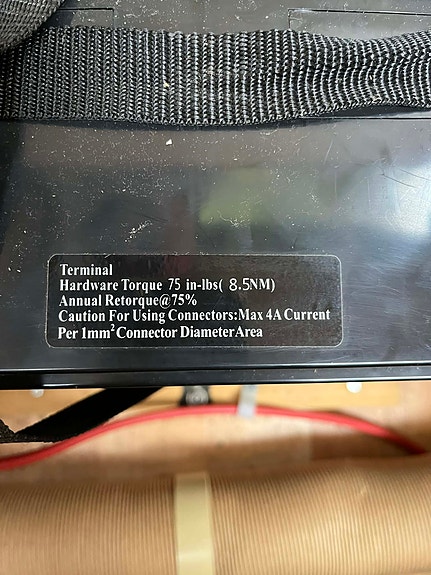 Terminal
Hardware Torque 75 in-lbs( 8.5NM)
Annual Retorque@75%
Caution For Using Connectors:Max 4A Current
Per 1mm² Connector DiameterArea